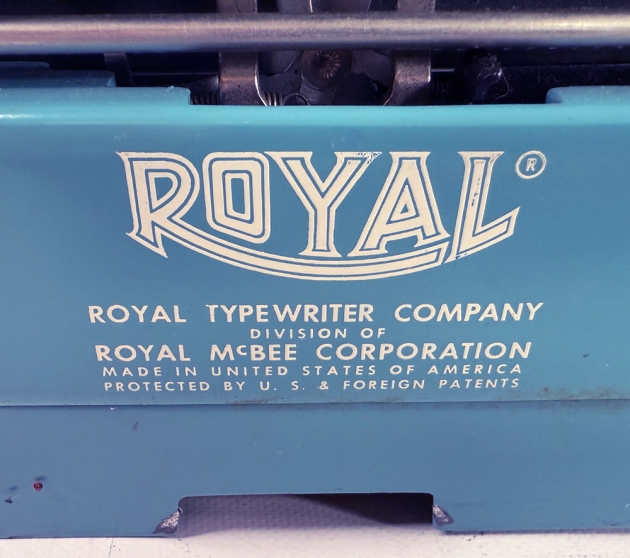 ROYAL®
ROYAL TYPEWRITER COMPANY
DIVISION OF
ROYAL McBEE CORPORATION
MADE IN UNITED STATES OF AMERICA
PROTECTED BY U. S. & FOREIGN PATENTS